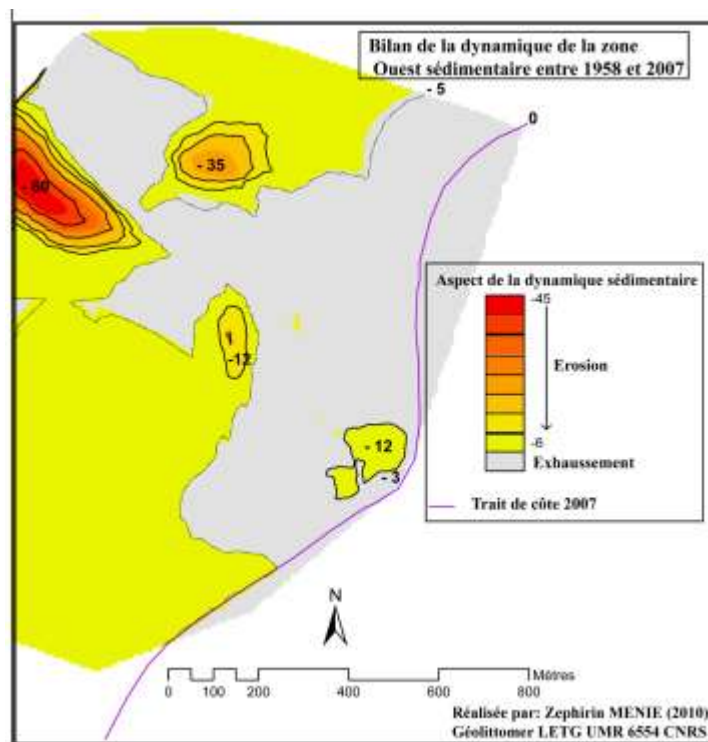 Bilan de la dynamique de la zone
Ouest sédimentaire entre 1958 et 2007
- 5
0
- 35
- 60
Aspect de la dynamique sédimentaire
-45
Erosion
-6
Exhaussement
Trait de côte 2007
1
-12
- 12
- 3
N
Mètres
0 100 200 400 600 800
Réalisée par: Zephirin MENIE (2010)
Géolittomer LETG UMR 6554 CNRS